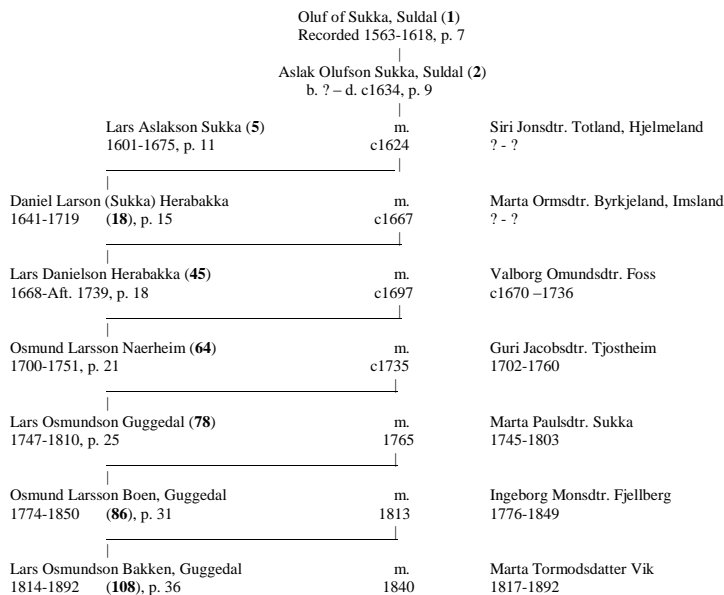 Oluf of Sukka, Suldal (1)
Recorded 1563-1618, p. 7
Aslak Olufson Sukka, Suldal (2)
b. ? – d. c1634, p. 9
Lars Aslakson Sukka (5) m. Siri Jonsdtr. Totland, Hjelmeland
1601-1675, p. 11 c1624 ? - ?
Daniel Larson (Sukka) Herabakka m. Marta Ormsdtr. Byrkjeland, Imsland
1641-1719 (18), p. 15 c1667 ? - ?
Lars Danielson Herabakka (45) m. Valborg Omundsdtr. Foss
1668-Aft. 1739, p. 18 c1697 c1670 –1736
Osmund Larsson Naerheim (64) m. Guri Jacobsdtr. Tjostheim
1700-1751, p. 21 c1735 1702-1760
Lars Osmundson Guggedal (78) m. Marta Paulsdtr. Sukka
1747-1810, p. 25 1765 1745-1803
Osmund Larsson Boen, Guggedal m. Ingeborg Monsdtr. Fjellberg
1774-1850 (86), p. 31 1813 1776-1849
Lars Osmundson Bakken, Guggedal m. Marta Tormodsdatter Vik
1814-1892 (108), p. 36 1840 1817-1892